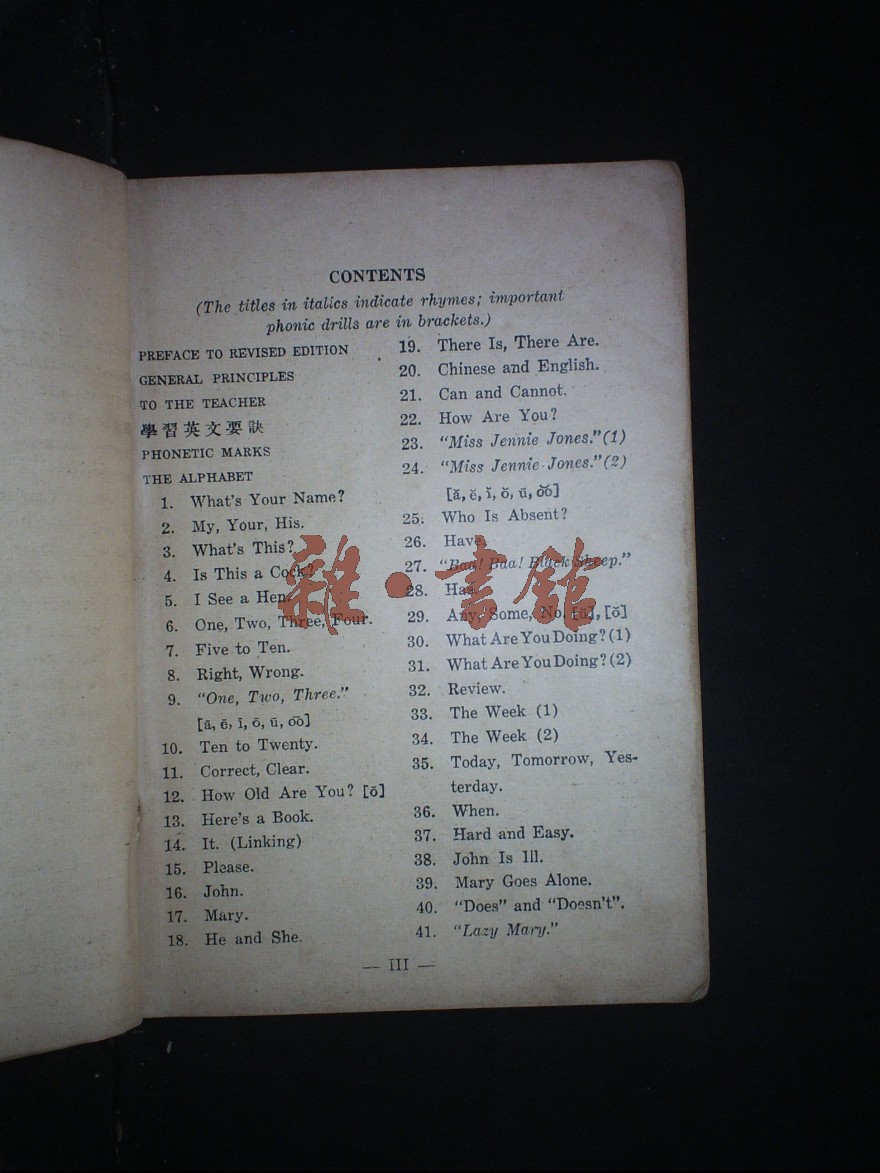 CONTENTS
(The titles in italics indicate rhymes; important
phonic drills are in brackets.)
PREFACE TO REVISED EDITION
GENERAL PRINCIPLES
TO THE TEACHER
學習英文要訣
PHONETIC MARKS
THE ALPHABET
1. What's Your Name?
2. My, Your, His.
3. What's This?
4. Is This a Cock?
5. I See a Hen.
6. One, Two, Three, Four.
7. Five to Ten.
8. Right, Wrong.
9. "One, Two, Three."
[ā, ē, ī, ō, ū, o͞o]
10. Ten to Twenty.
11. Correct, Clear.
12. How Old Are You? [ō]
13. Here's a Book.
14. It. (Linking)
15. Please.
16. John.
17. Mary.
18. He and She.
19. There Is, There Are.
20. Chinese and English.
21. Can and Cannot.
22. How Are You?
23. "Miss Jennie Jones."(1)
24. "Miss Jennie Jones."(2)
[ă, ĕ, ĭ, ŏ, ŭ, o͝o]
25. Who Is Absent?
26. Have.
27. "Baa! Baa! Black Sheep."
28. Has.
29. Any, Some, No. [ŭ], [ŏ]
30. What Are You Doing? (1)
31. What Are You Doing? (2)
32. Review.
33. The Week (1)
34. The Week (2)
35. Today, Tomorrow, Yes-
terday.
36. When.
37. Hard and Easy.
38. John Is Ill.
39. Mary Goes Alone.
40. "Does" and "Doesn't".
41. "Lazy Mary."
— III —
雜·書館